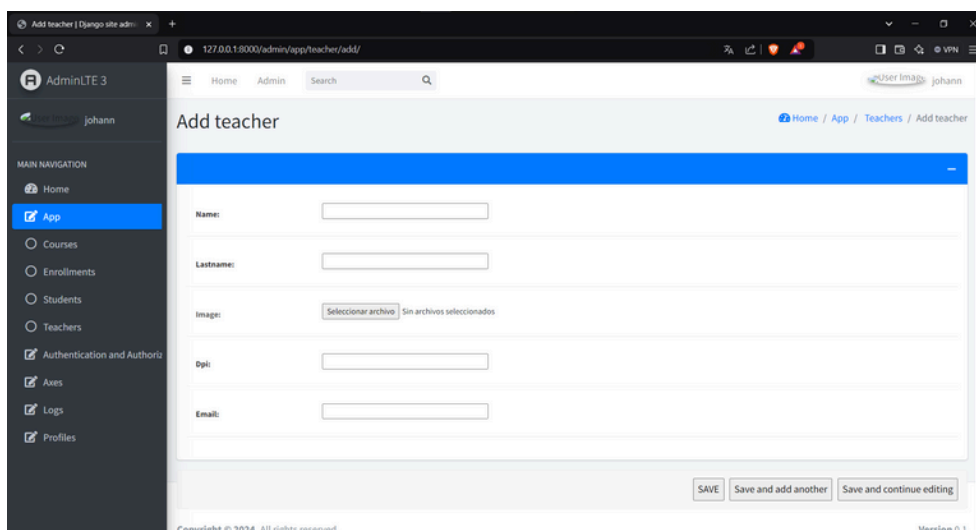 Add teacher | Django site admi
127.0.0.1:8000/admin/app/teacher/add/
VPN
AdminLTE 3
Home Admin Search
User Image johann
johann
Add teacher
Home / App / Teachers / Add teacher
MAIN NAVIGATION
Home
App
Courses
Enrollments
Students
Teachers
Authentication and Authoriz
Axes
Logs
Profiles
Name:
Lastname:
Image: Seleccionar archivo Sin archivos seleccionados
Dpi:
Email:
SAVE Save and add another Save and continue editing
Copyright © 2024. All rights reserved.
Version 0.1